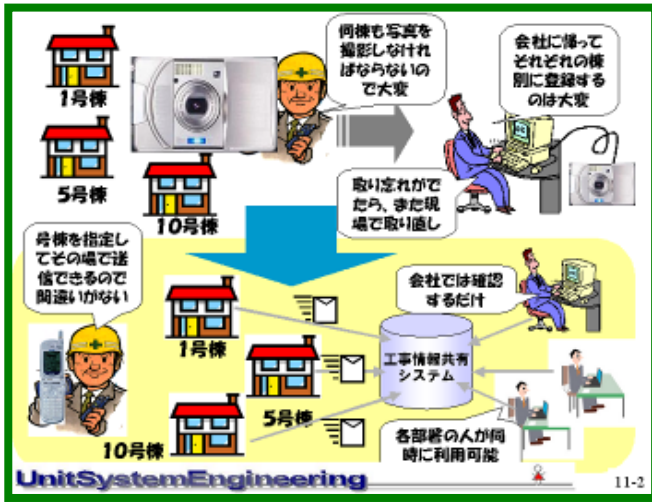 1号棟
5号棟
10号棟
何棟も写真を
撮影しなけれ
ばならないの
で大変
会社に帰って
それぞれの棟
別に登録する
のは大変
取り忘れがで
たら、また現
場で取り直し
号棟を指定し
てその場で送
信できるので
間違いがない
1号棟
5号棟
10号棟
会社では確認
するだけ
工事情報共有
システム
各部署の人が同
時に利用可能
UnitSystemEngineering
11-2